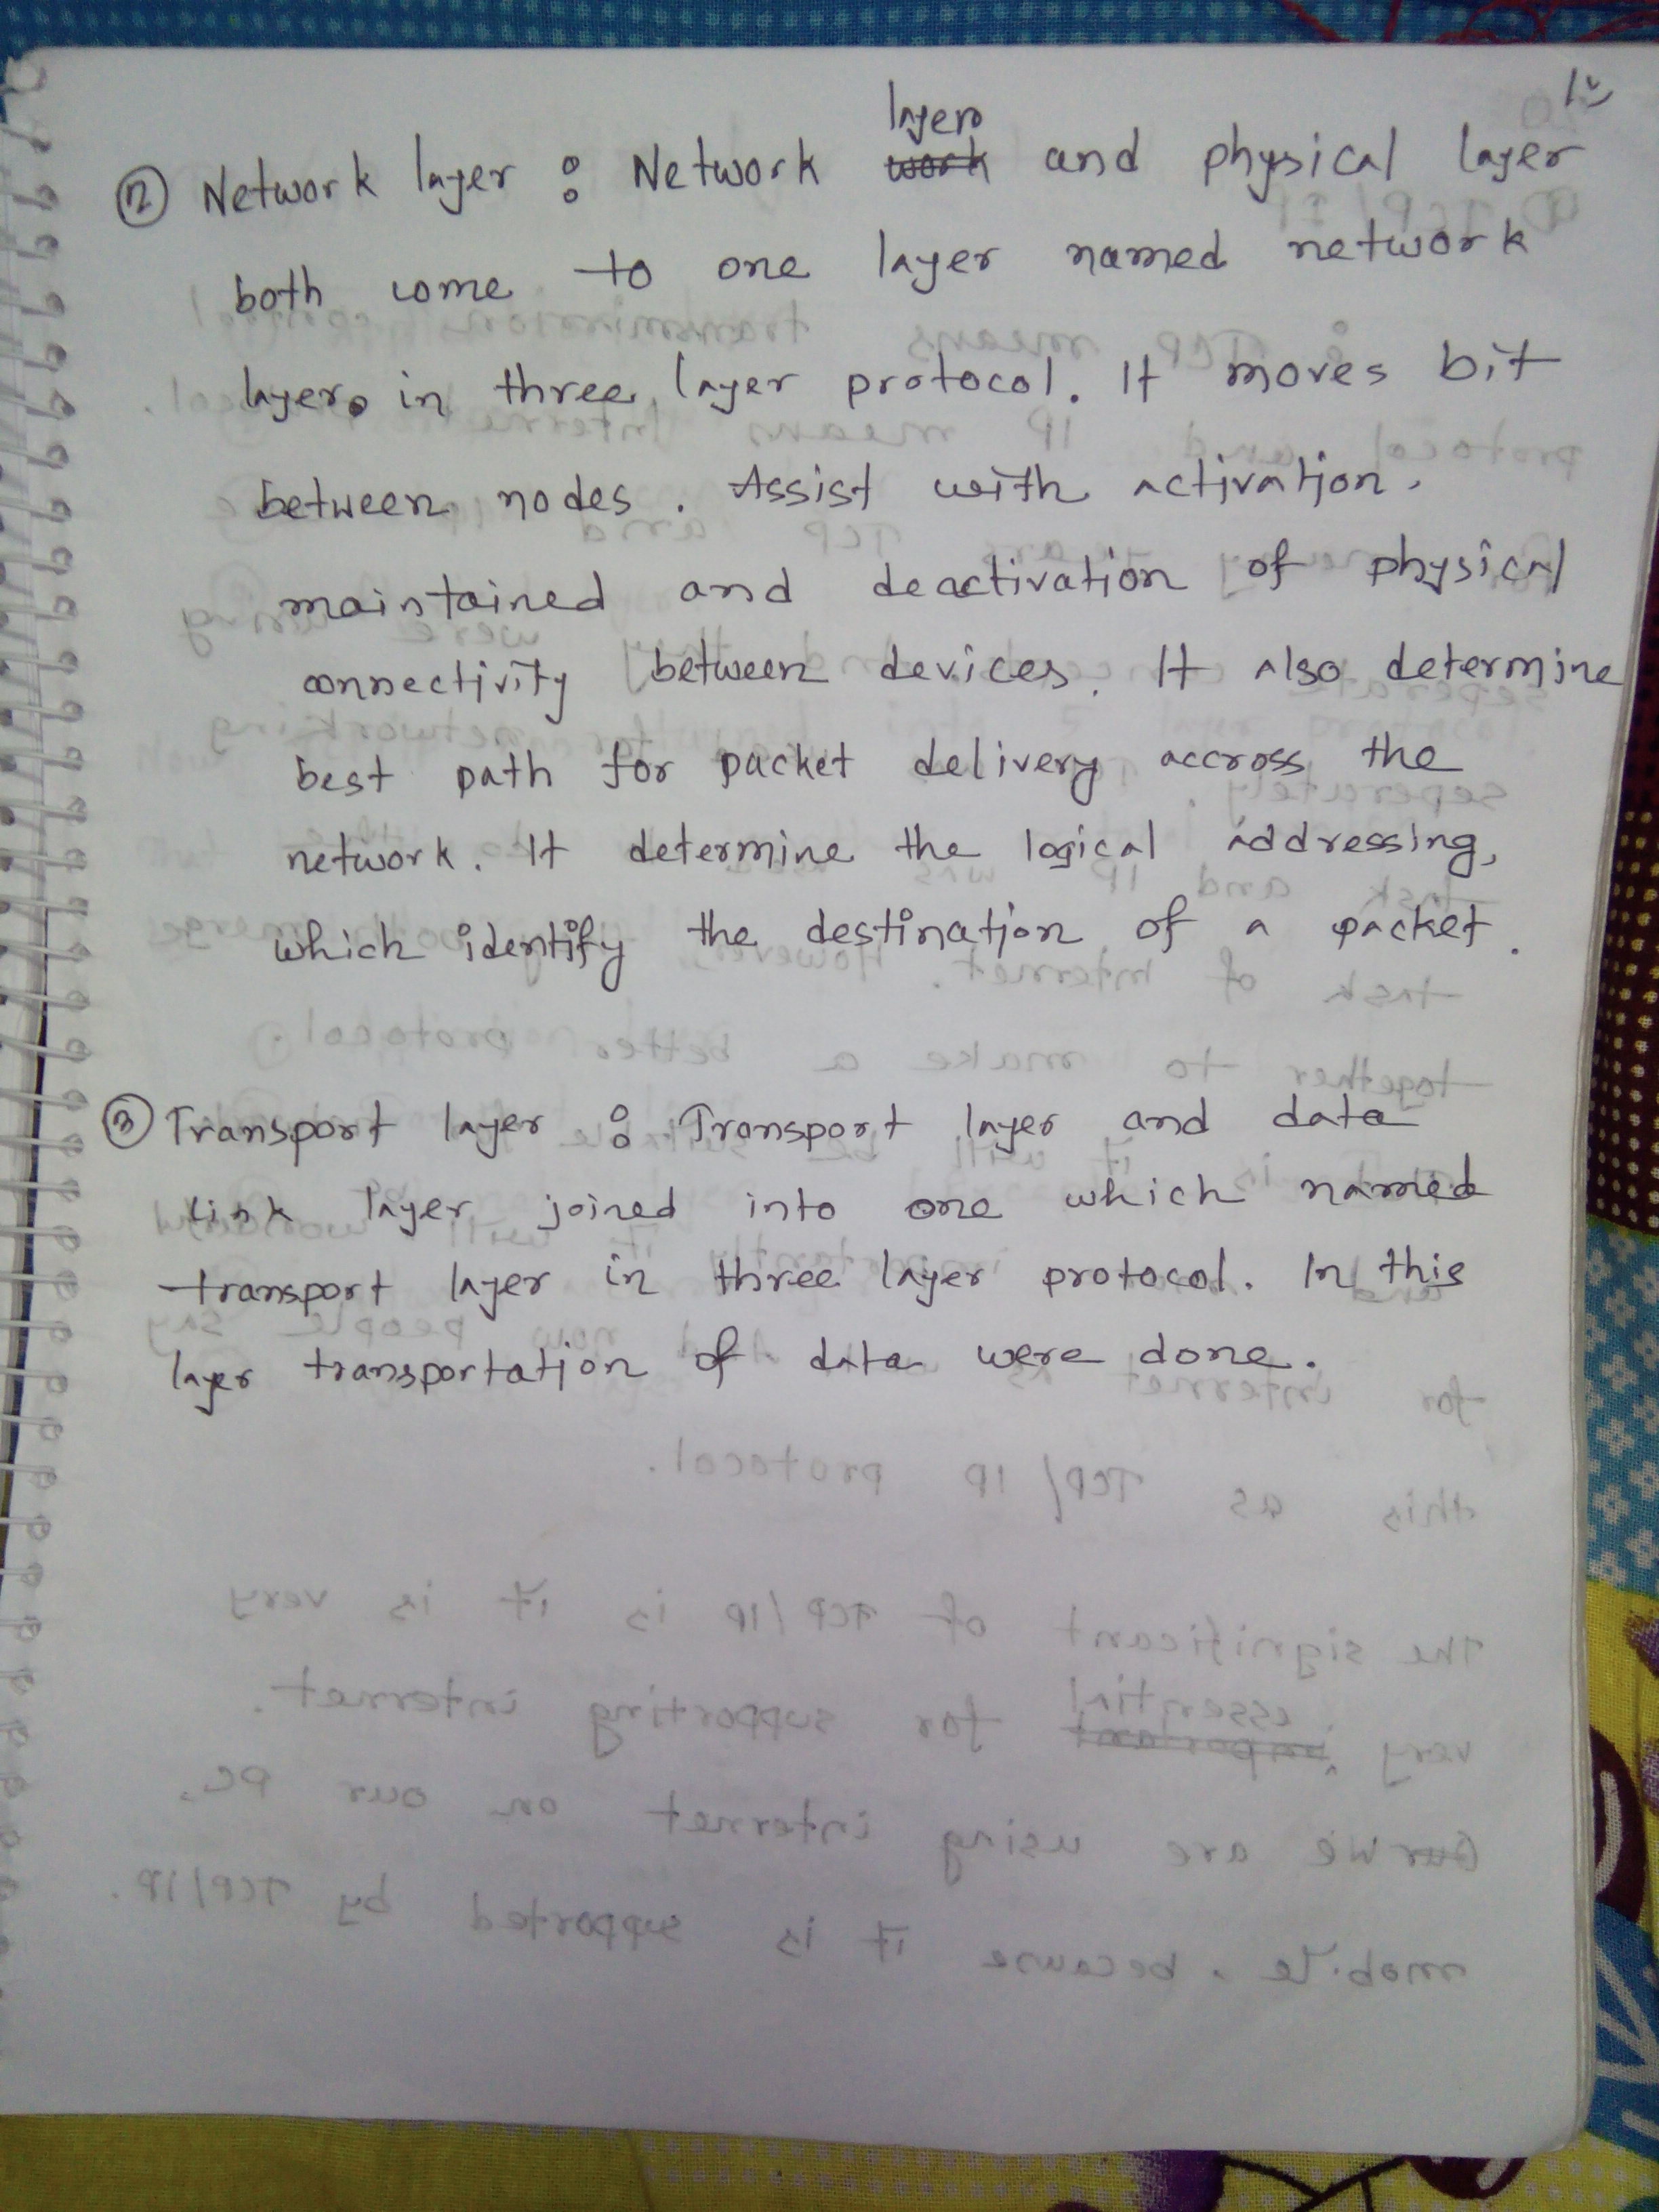 ② Network layer : Network layer and physical layer
both come to one layer named network
layer. in three layer protocol. It moves bit
between nodes. Assist with activation.
maintained and deactivation of physical
connectivity between devices. It also determine
best path for packet delivery accross the
network. It determine the logical addressing,
which identify the destination of a packet.
③ Transport layer : Transport layer and data
link layer joined into one which named
transport layer in three layer protocol. In this
layer transportation of data were done.